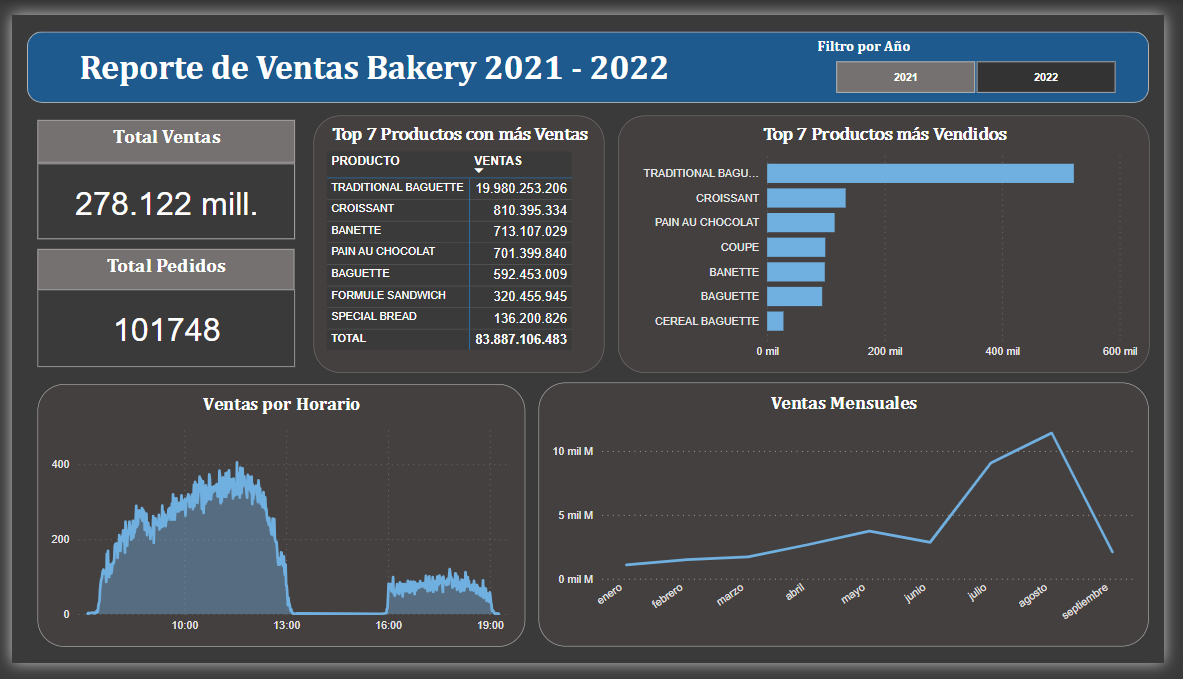 Reporte de Ventas Bakery 2021 - 2022
Filtro por Año
2021
2022
Total Ventas
278.122 mill.
Total Pedidos
101748
Top 7 Productos con más Ventas
PRODUCTO VENTAS
TRADITIONAL BAGUETTE 19.980.253.206
CROISSANT 810.395.334
BANETTE 713.107.029
PAIN AU CHOCOLAT 701.399.840
BAGUETTE 592.453.009
FORMULE SANDWICH 320.455.945
SPECIAL BREAD 136.200.826
TOTAL 83.887.106.483
Top 7 Productos más Vendidos
TRADITIONAL BAGU...
CROISSANT
PAIN AU CHOCOLAT
COUPE
BANETTE
BAGUETTE
CEREAL BAGUETTE
0 mil 200 mil 400 mil 600 mil
Ventas por Horario
400
200
0
10:00 13:00 16:00 19:00
Ventas Mensuales
10 mil M
5 mil M
0 mil M
enero febrero marzo abril mayo junio julio agosto septiembre